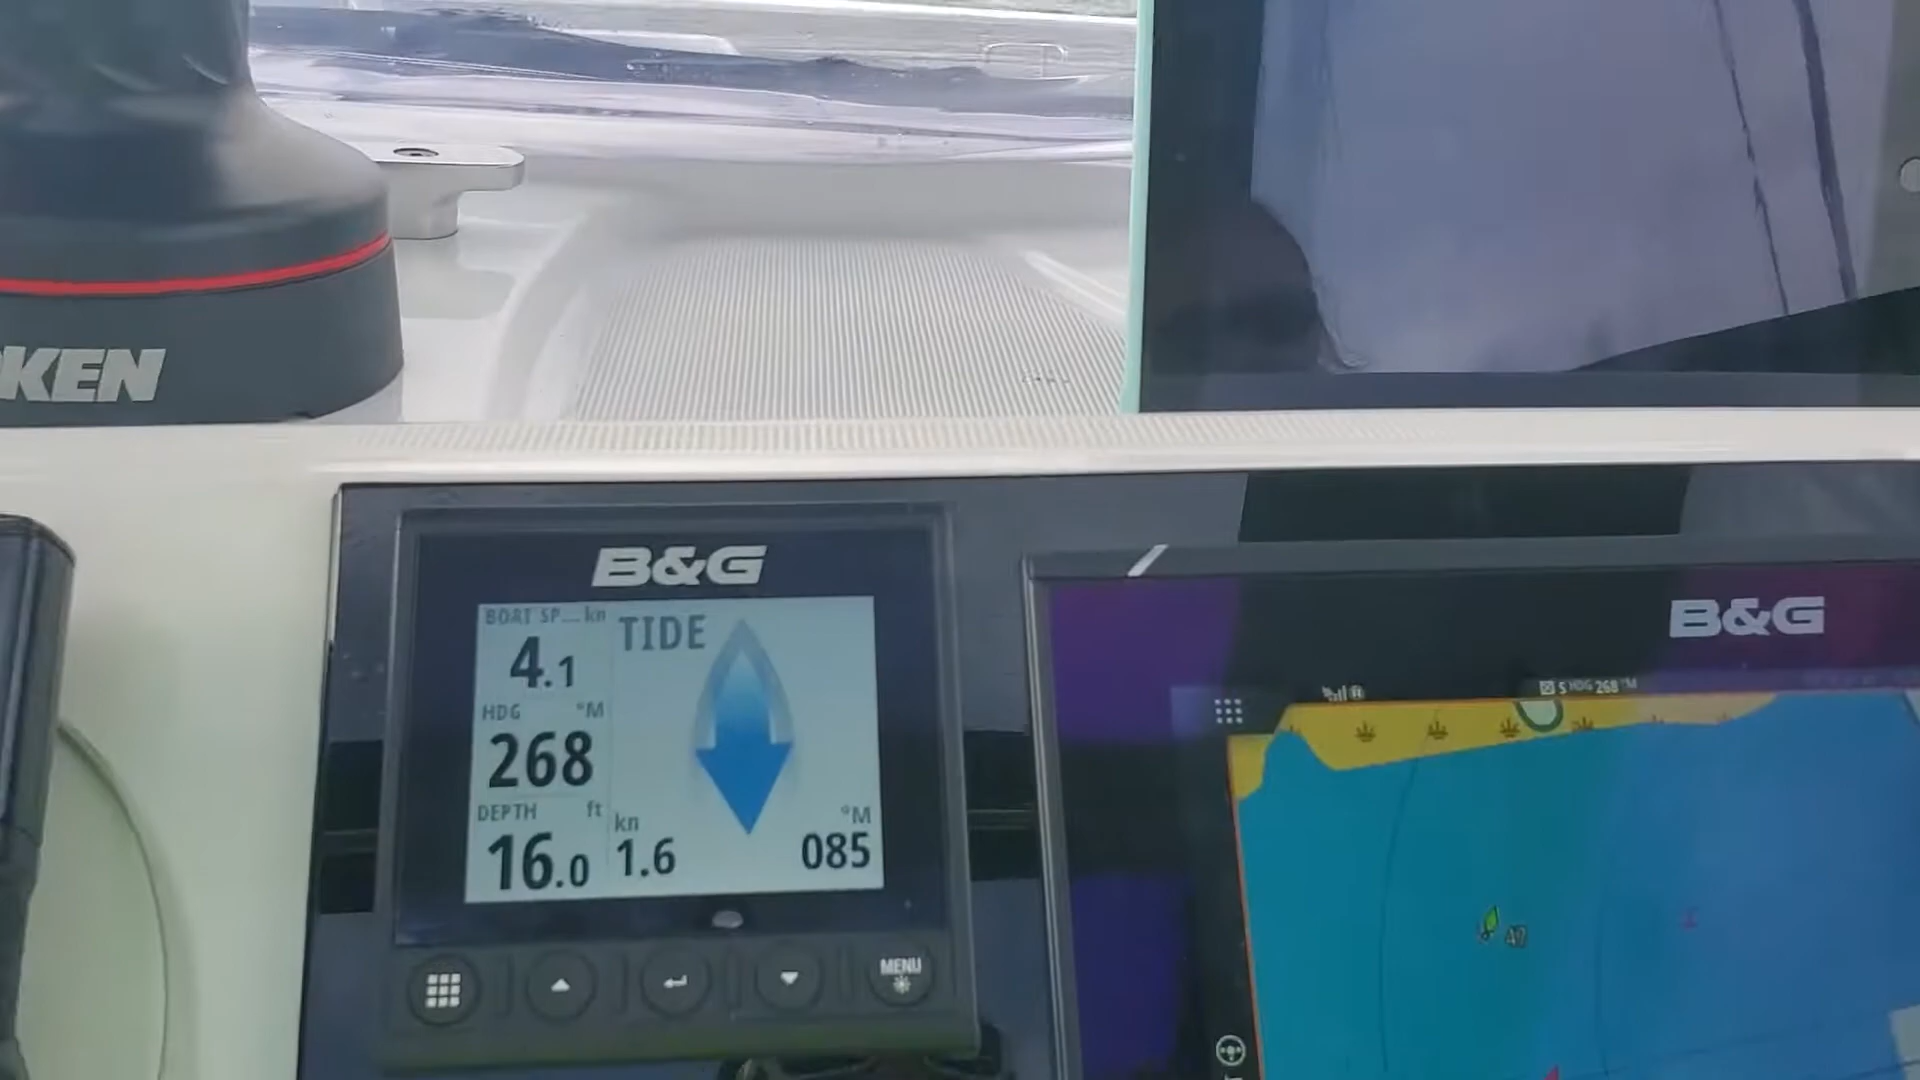 KEN
B&G
BOAT SP... kn
TIDE
4.1
HDG °M
268
DEPTH ft
kn
°M
16.0
1.6
085
MENU
B&G
S HDG 268 °M